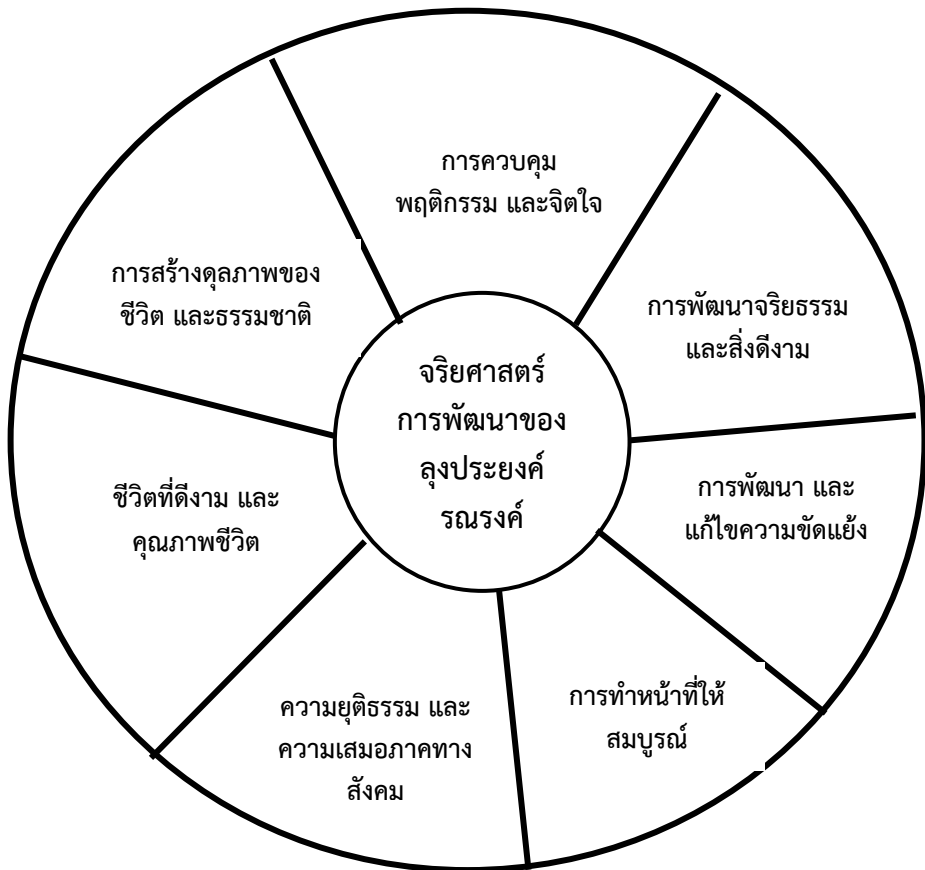 การควบคุม
พฤติกรรม และจิตใจ
การสร้างดุลภาพของ
ชีวิต และธรรมชาติ
การพัฒนาจริยธรรม
และสิ่งดีงาม
จริยศาสตร์
การพัฒนาของ
ลุงประยงค์
รณรงค์
ชีวิตที่ดีงาม และ
คุณภาพชีวิต
การพัฒนา และ
แก้ไขความขัดแย้ง
ความยุติธรรม และ
ความเสมอภาคทาง
สังคม
การทำหน้าที่ให้
สมบูรณ์